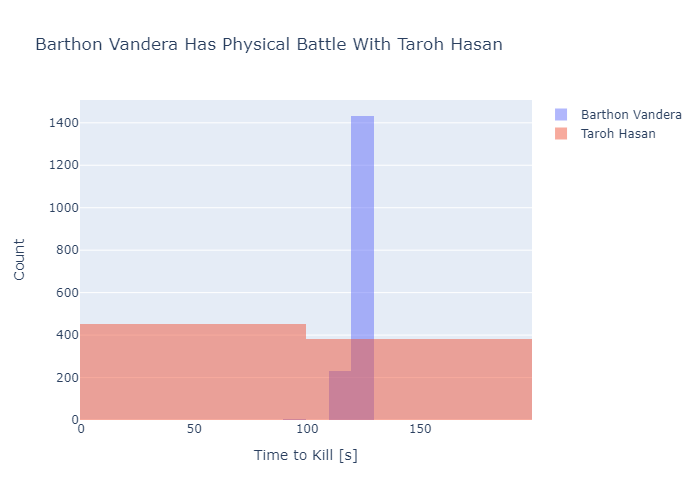 Barthon Vandera Has Physical Battle With Taroh Hasan
Barthon Vandera
Taroh Hasan
1400
1200
1000
800
600
400
200
0
0
50
100
150
Count
Time to Kill [s]